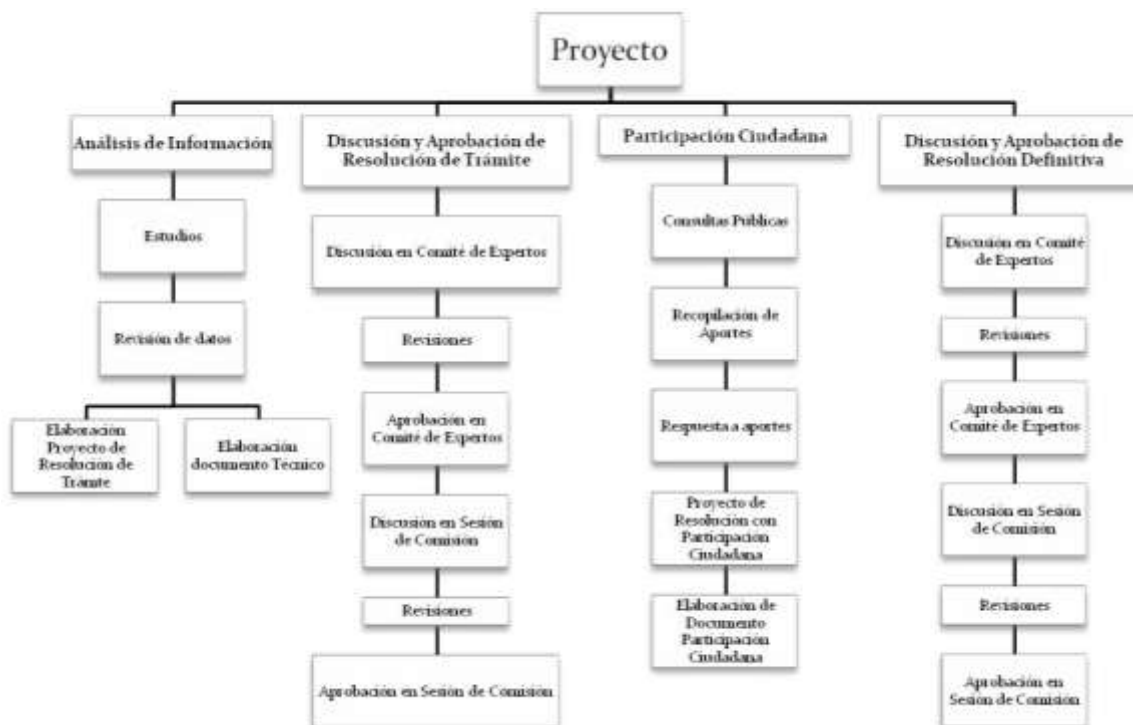 Proyecto
Análisis de Información
Estudios
Revisión de datos
Elaboración
Proyecto de
Resolución de
Trámite
Elaboración
documento Técnico
Discusión y Aprobación de
Resolución de Trámite
Discusión en Comité de Expertos
Revisiones
Aprobación en
Comité de Expertos
Discusión en Sesión
de Comisión
Revisiones
Aprobación en Sesión de Comisión
Participación Ciudadana
Consultas Públicas
Recopilación de
Aportes
Respuesta a aportes
Proyecto de
Resolución con
Participación
Ciudadana
Elaboración de
Documento
Participación
Ciudadana
Discusión y Aprobación de
Resolución Definitiva
Discusión en Comité
de Expertos
Revisiones
Aprobación en
Comité de Expertos
Discusión en Sesión
de Comisión
Revisiones
Aprobación en
Sesión de Comisión